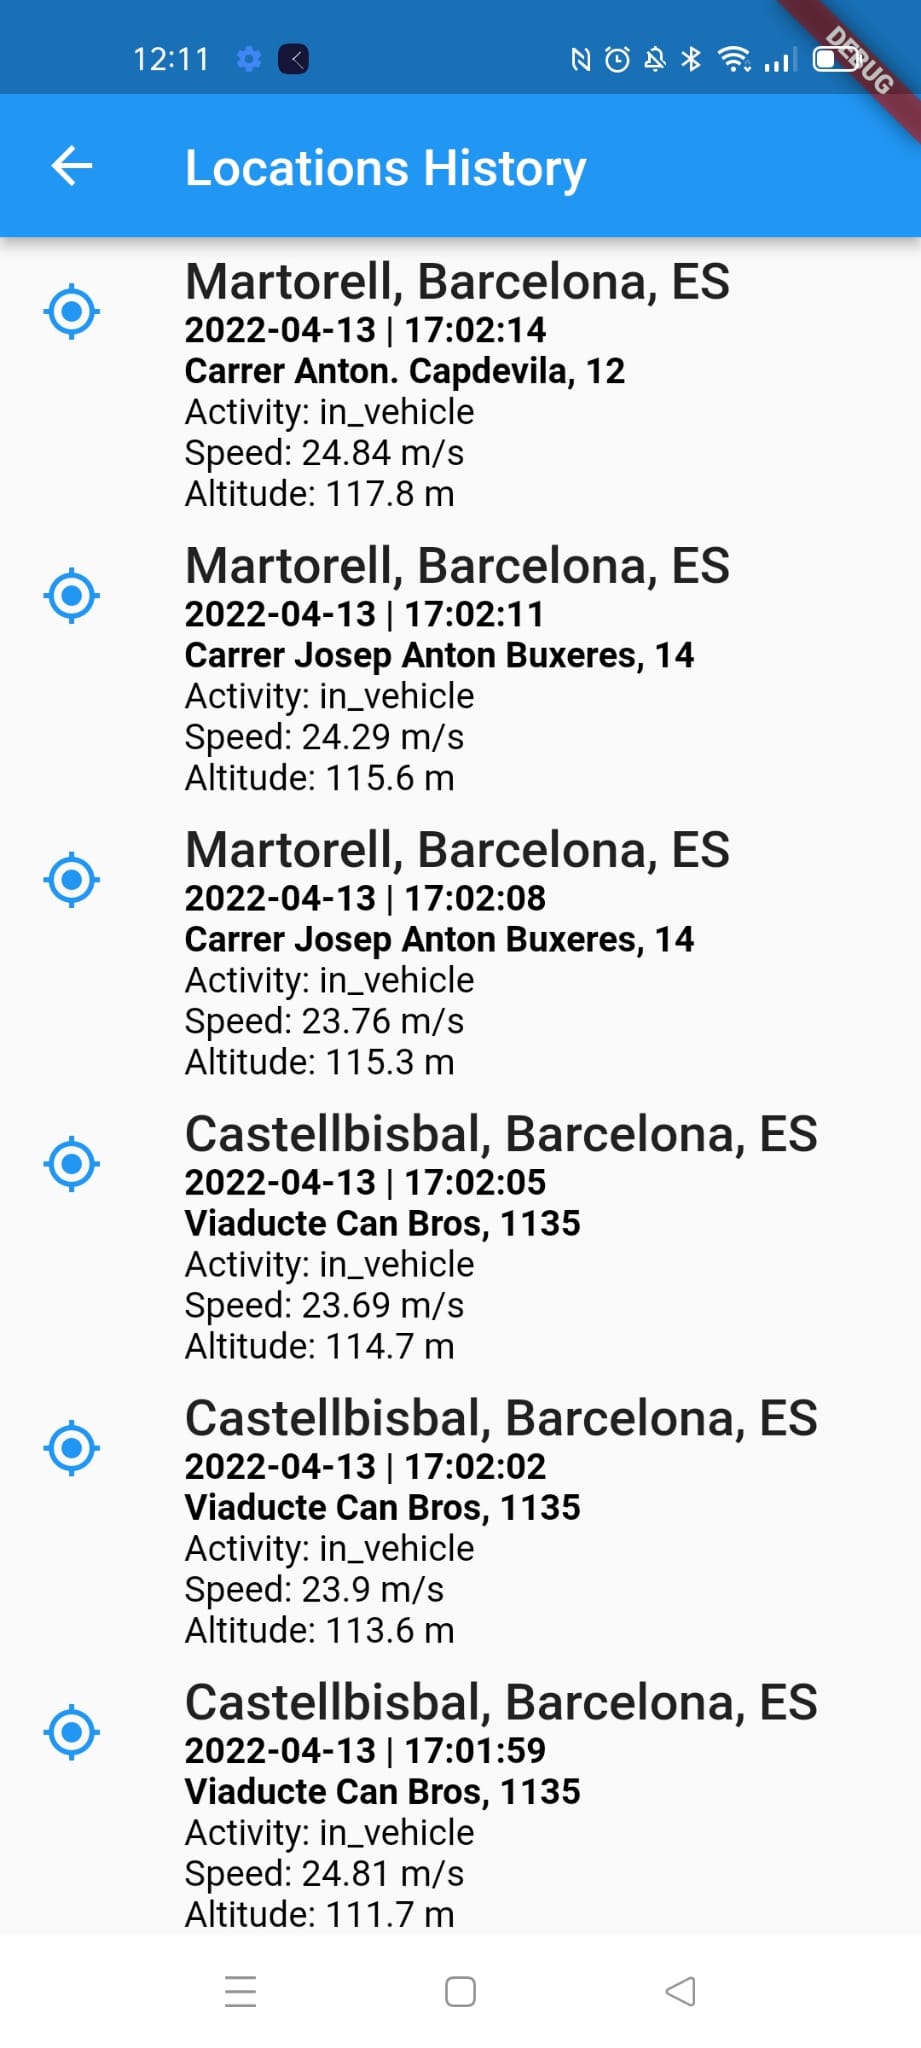 12:11
DEBUG
Locations History
Martorell, Barcelona, ES
2022-04-13 | 17:02:14
Carrer Anton. Capdevila, 12
Activity: in_vehicle
Speed: 24.84 m/s
Altitude: 117.8 m
Martorell, Barcelona, ES
2022-04-13 | 17:02:11
Carrer Josep Anton Buxeres, 14
Activity: in_vehicle
Speed: 24.29 m/s
Altitude: 115.6 m
Martorell, Barcelona, ES
2022-04-13 | 17:02:08
Carrer Josep Anton Buxeres, 14
Activity: in_vehicle
Speed: 23.76 m/s
Altitude: 115.3 m
Castellbisbal, Barcelona, ES
2022-04-13 | 17:02:05
Viaducte Can Bros, 1135
Activity: in_vehicle
Speed: 23.69 m/s
Altitude: 114.7 m
Castellbisbal, Barcelona, ES
2022-04-13 | 17:02:02
Viaducte Can Bros, 1135
Activity: in_vehicle
Speed: 23.9 m/s
Altitude: 113.6 m
Castellbisbal, Barcelona, ES
2022-04-13 | 17:01:59
Viaducte Can Bros, 1135
Activity: in_vehicle
Speed: 24.81 m/s
Altitude: 111.7 m